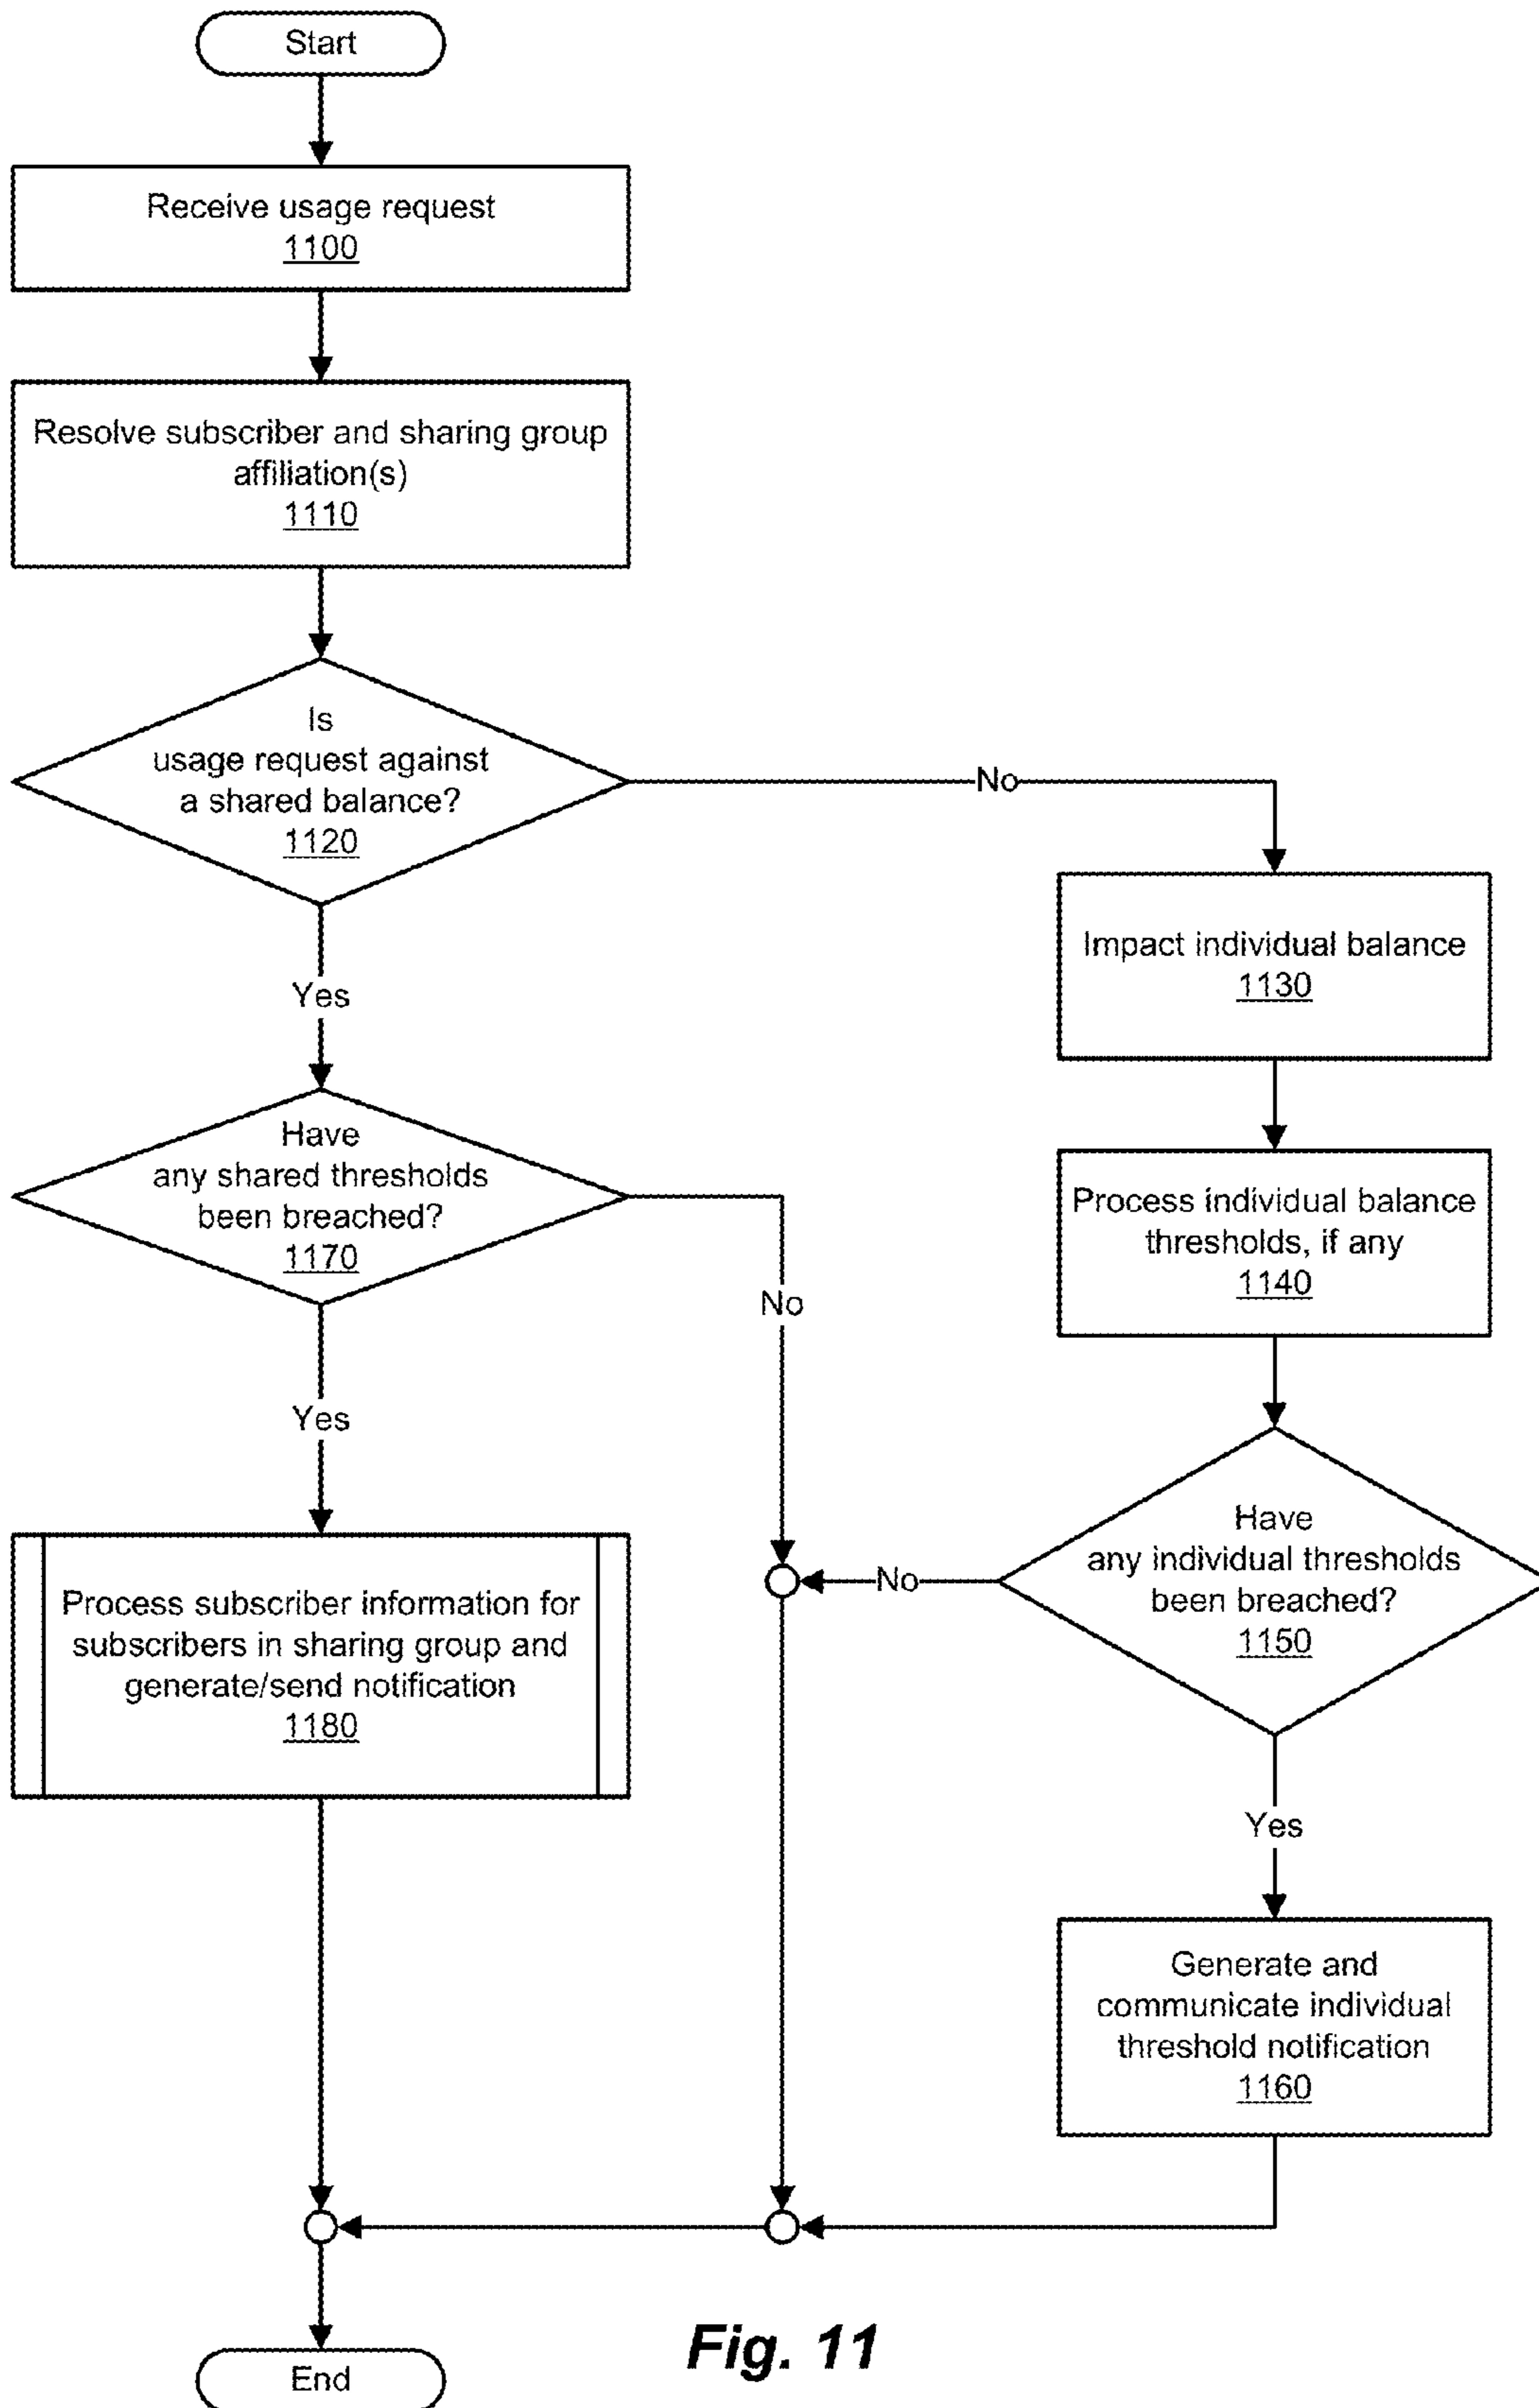 Start
Receive usage request
1100
Resolve subscriber and sharing group
affiliation(s)
1110
Is
usage request against
a shared balance?
1120
No
Impact individual balance
1130
Yes
Process individual balance
thresholds, if any
1140
Have
any shared thresholds
been breached?
1170
No
Yes
Have
any individual thresholds
been breached?
1150
No
Yes
Process subscriber information for
subscribers in sharing group and
generate/send notification
1180
Generate and
communicate individual
threshold notification
1160
End
Fig. 11